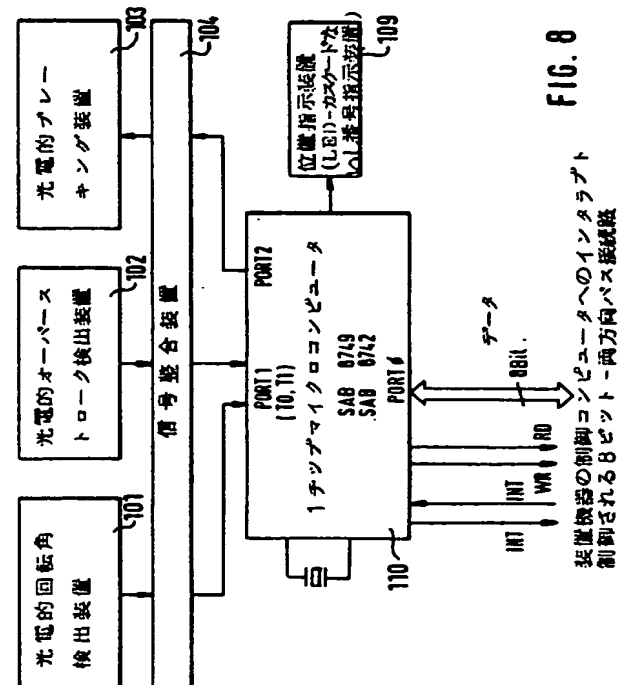 101
光電的回転角
検出装置
102
光電的オーバース
トローク検出装置
103
光電的ブレー
キング装置
104
信号整合装置
PORT1
(T0,T1)
PORT2
1チップマイクロコンピュータ
SAB 8749
SAB 8742
PORT0
110
位置指示装置
(LED)-カスケードな
いし番号指示装置)
109
INT
INT
WR
RD
データ
8Bit.
装置機器の制御コンピュータへのインタラプト
制御される8ビット-両方向バス接続路
FIG. 8